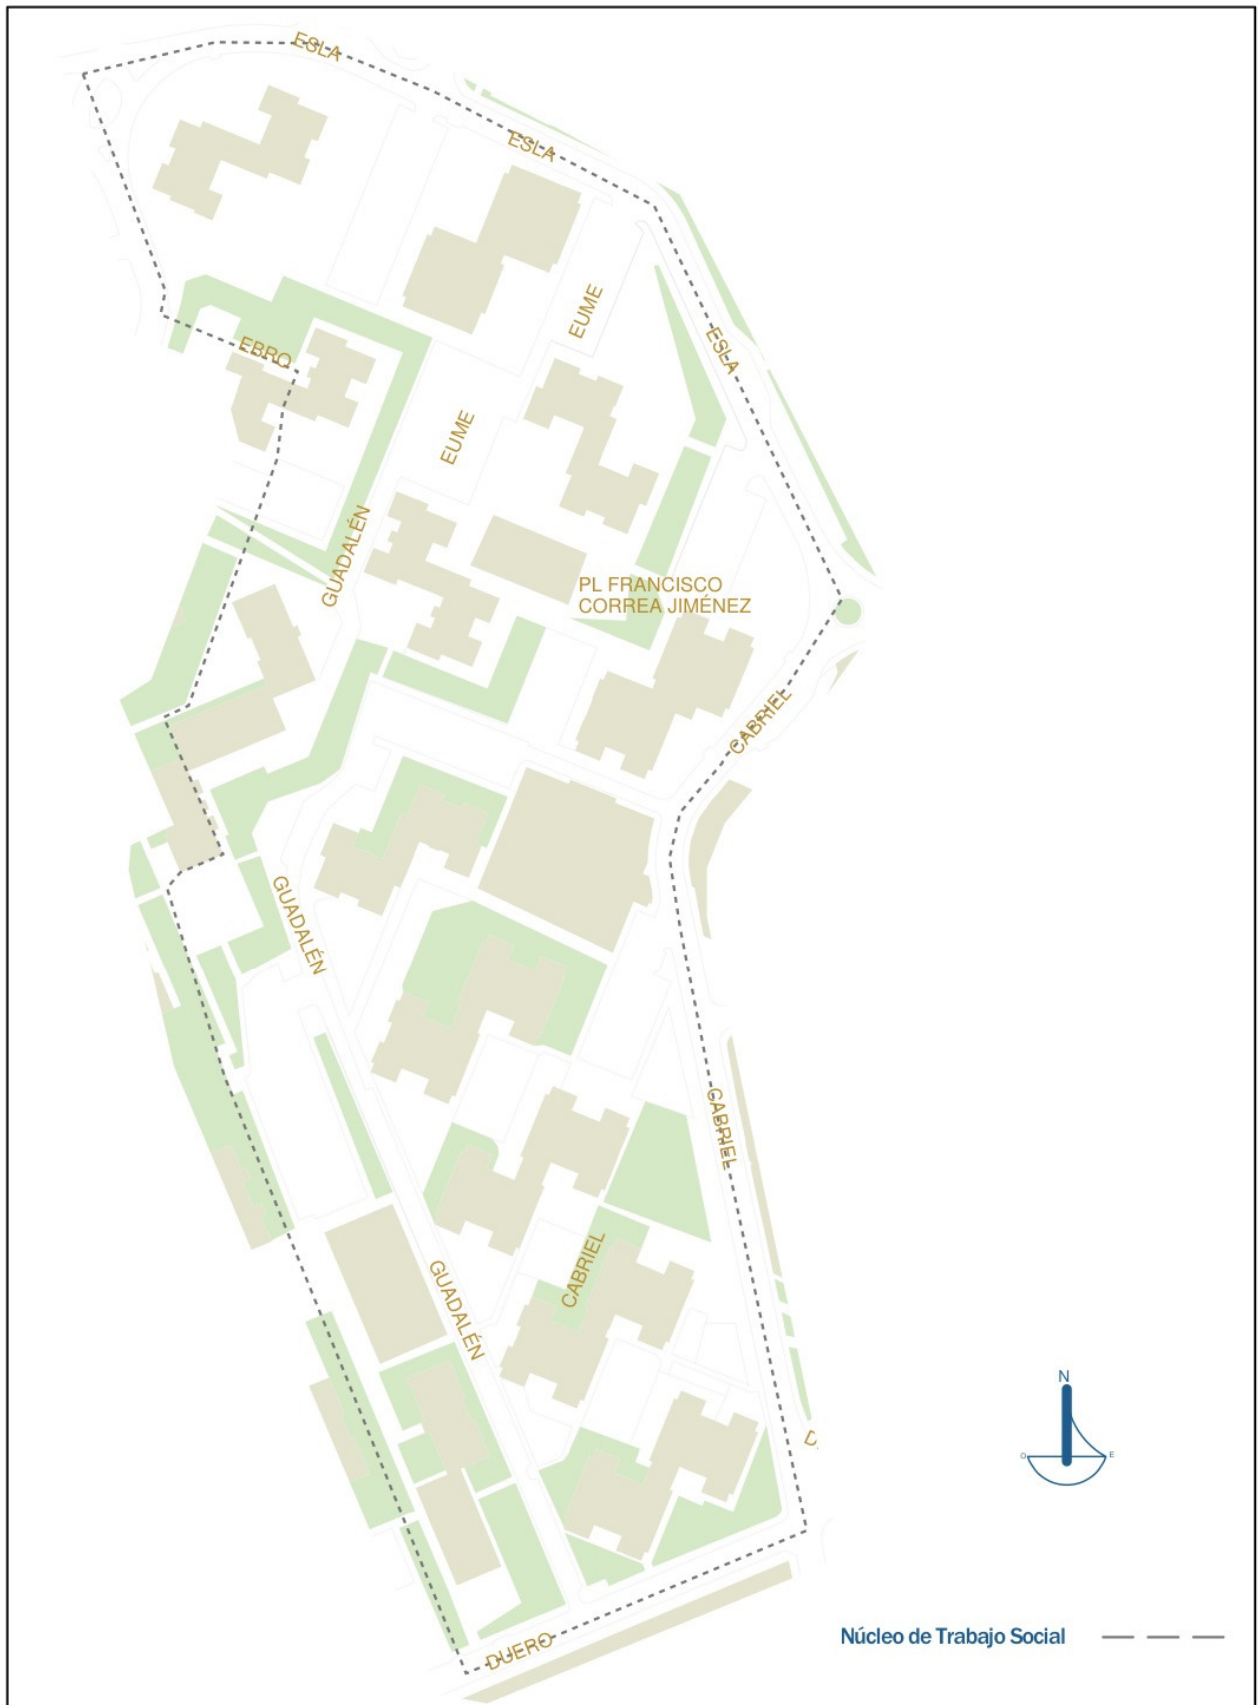 ESLA
ESLA
EUME
ESLA
EBRO
EUME
GUADALÉN
PL FRANCISCO
CORREA JIMÉNEZ
CABRIEL
GUADALÉN
CABRIEL
CABRIEL
GUADALÉN
N
O
E
DUERO
Núcleo de Trabajo Social